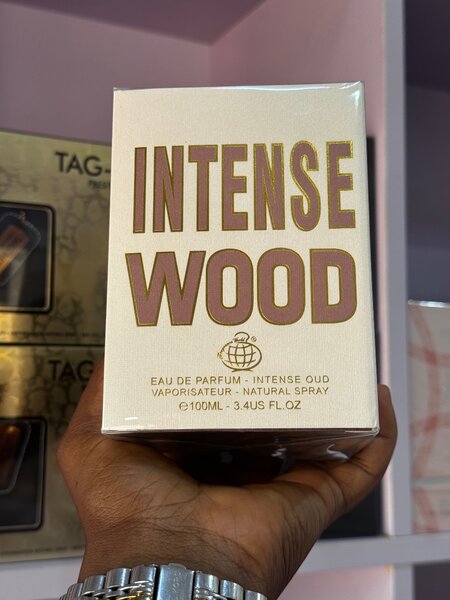 INTENSE
WOOD
EAU DE PARFUM - INTENSE OUD
VAPORISATEUR - NATURAL SPRAY
℮100ML - 3.4US FL.OZ
TAG-
TAG-